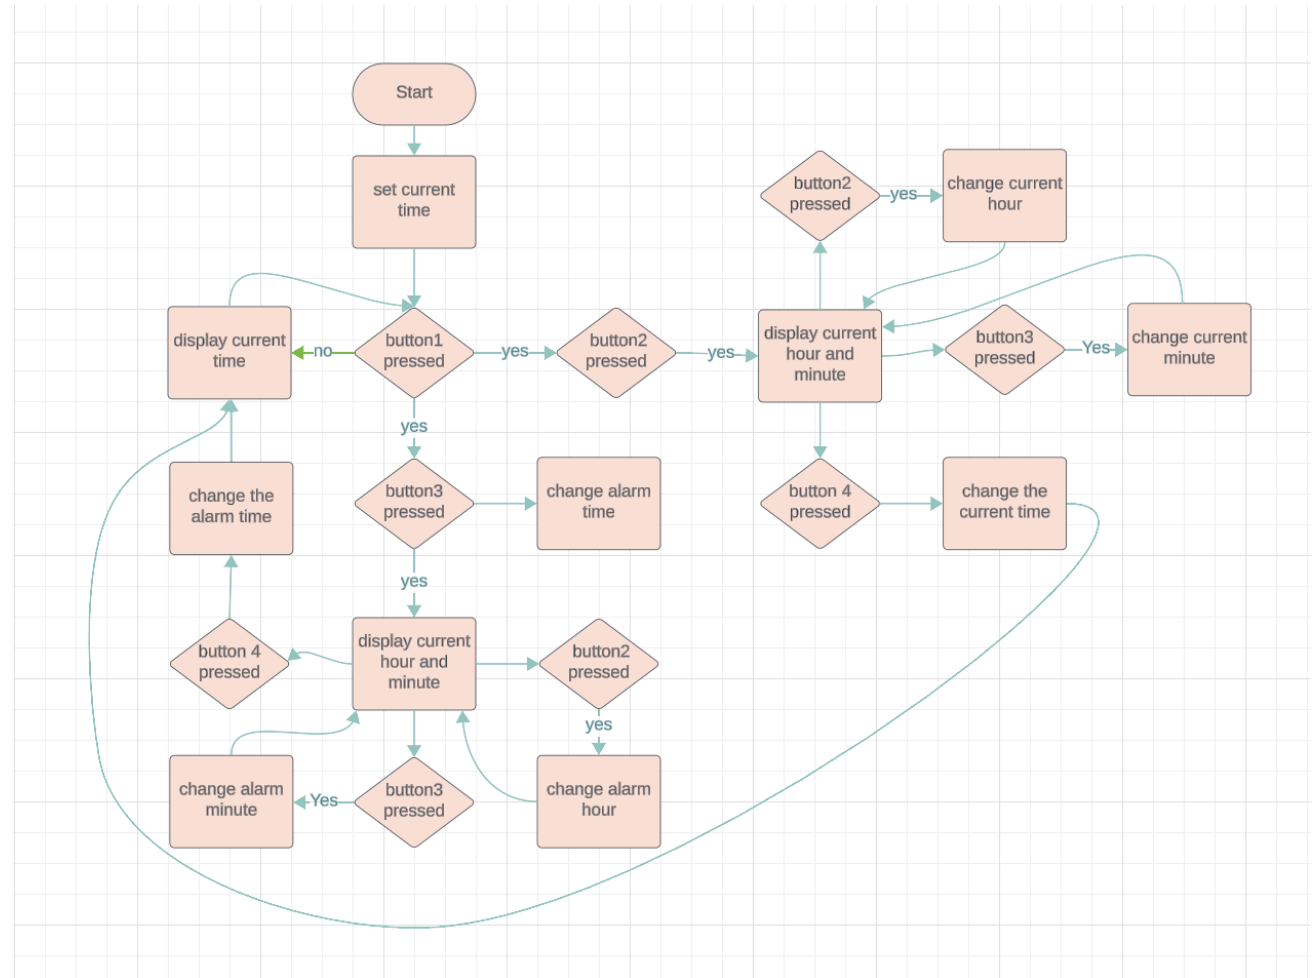 Start
set current
time
button2
pressed
yes
change current
hour
display current
time
no
button1
pressed
yes
button2
pressed
yes
display current
hour and
minute
button3
pressed
Yes
change current
minute
yes
change the
alarm time
button3
pressed
change alarm
time
button 4
pressed
change the
current time
yes
button 4
pressed
display current
hour and
minute
button2
pressed
yes
change alarm
minute
Yes
button3
pressed
change alarm
hour